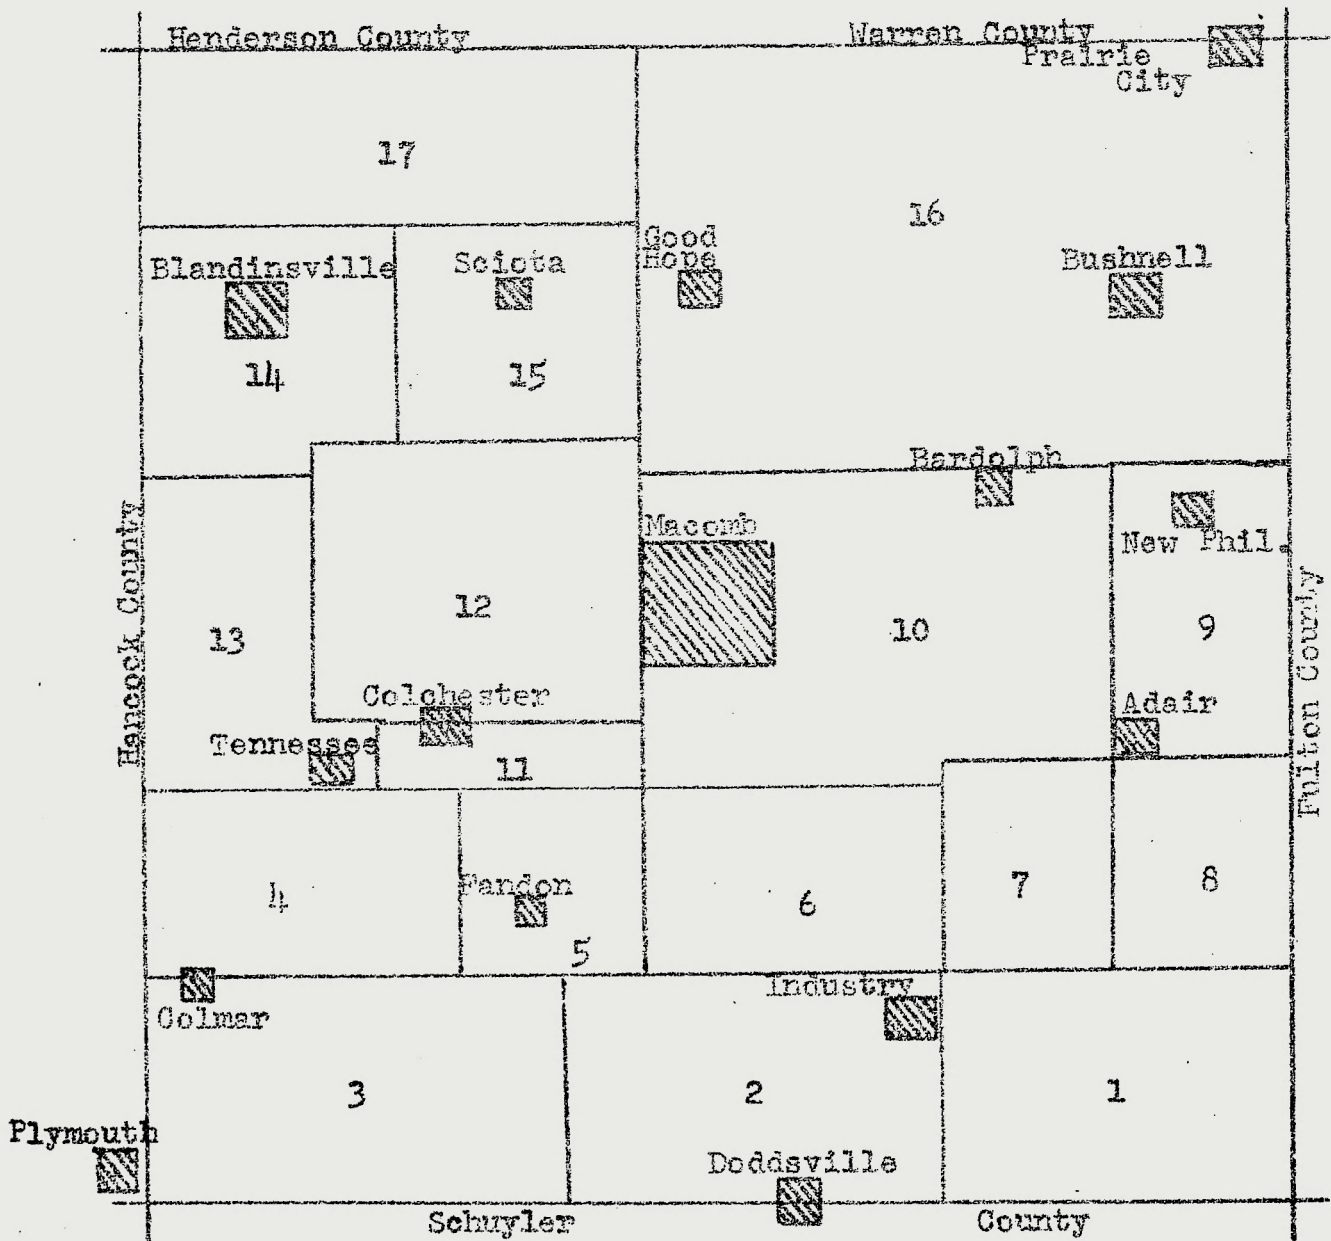 Henderson County
Warren County
Prairie
City
17
16
Good
Hope
Blandinsville
Sciota
Bushnell
14
15
Bardolph
Macomb
New Phil.
Hancock County
12
13
10
9
Fulton County
Colchester
Adair
Tennessee
11
4
Fandon
6
7
8
5
Industry
Colmar
3
2
1
Plymouth
Doddsville
Schuyler
County